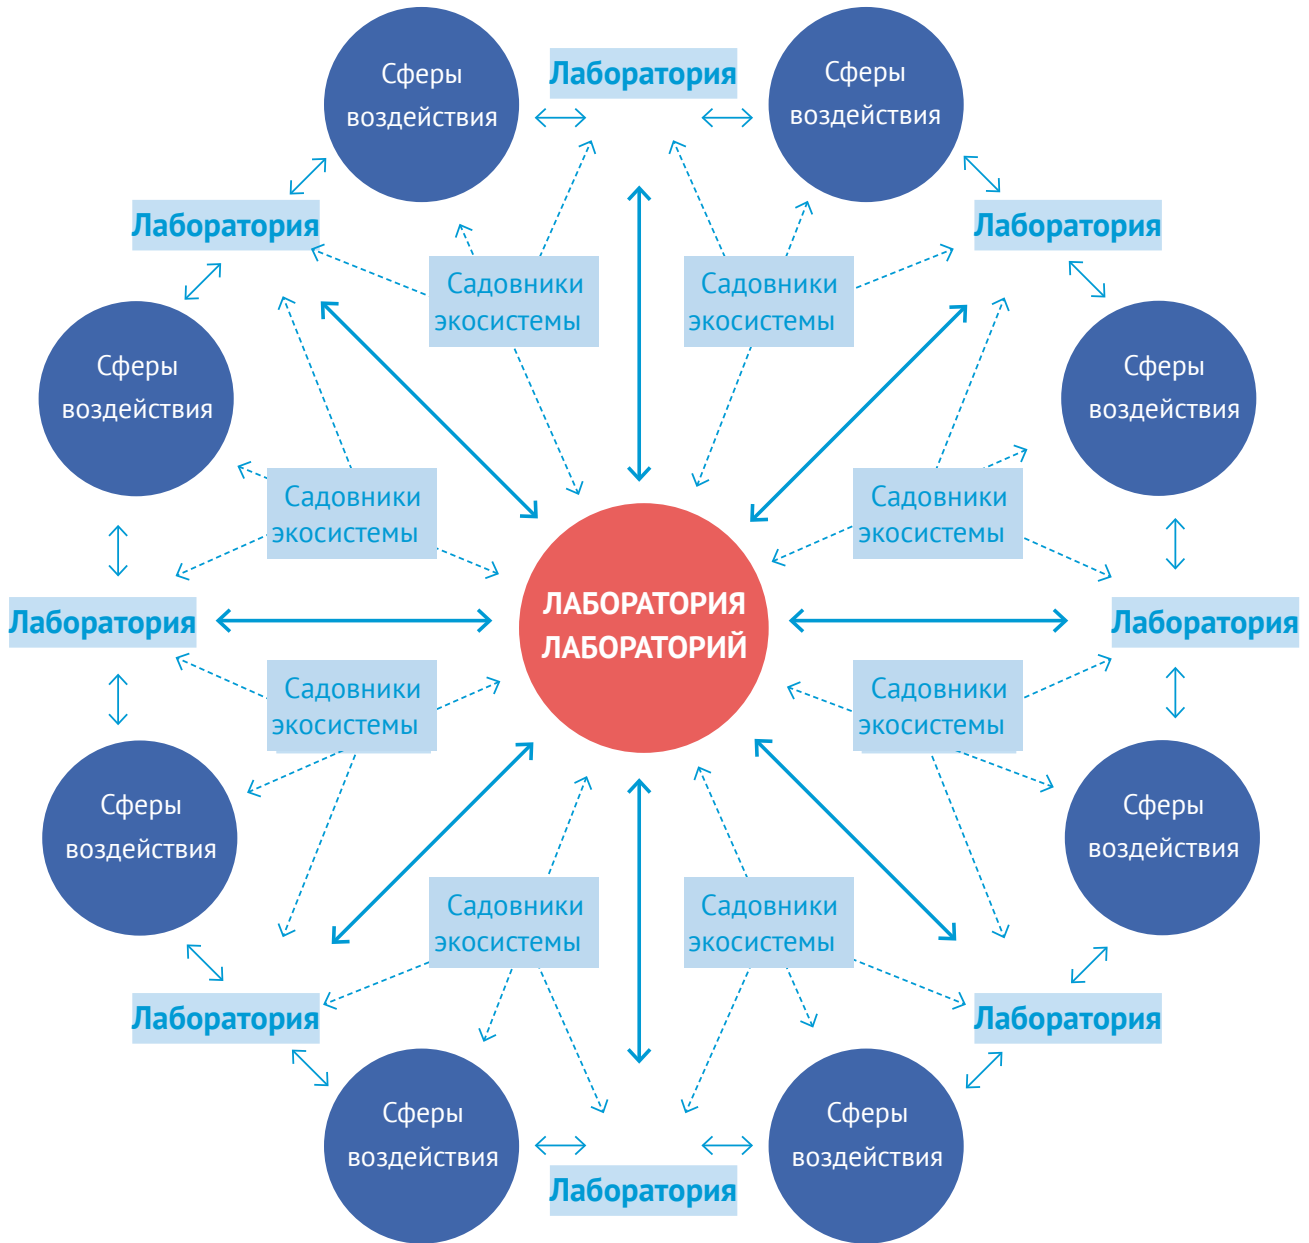 Сферы
воздействия
Лаборатория
Сферы
воздействия
Лаборатория
Лаборатория
Садовники
экосистемы
Садовники
экосистемы
Сферы
воздействия
Сферы
воздействия
Садовники
экосистемы
Садовники
экосистемы
ЛАБОРАТОРИЯ
ЛАБОРАТОРИЙ
Лаборатория
Лаборатория
Садовники
экосистемы
Садовники
экосистемы
Сферы
воздействия
Сферы
воздействия
Садовники
экосистемы
Садовники
экосистемы
Лаборатория
Лаборатория
Сферы
воздействия
Сферы
воздействия
Лаборатория